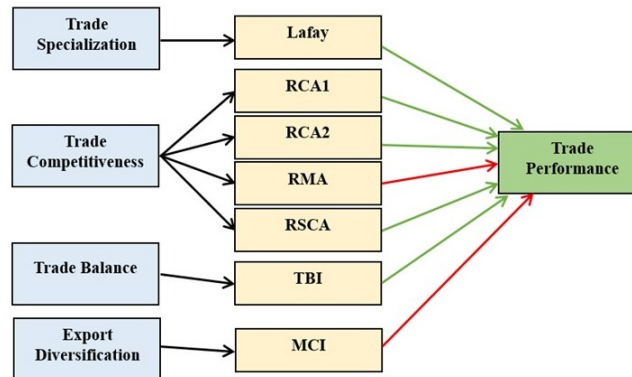 Trade
Specialization
Lafay
RCA1
Trade
Competitiveness
RCA2
RMA
RSCA
Trade
Performance
Trade Balance
TBI
Export
Diversification
MCI